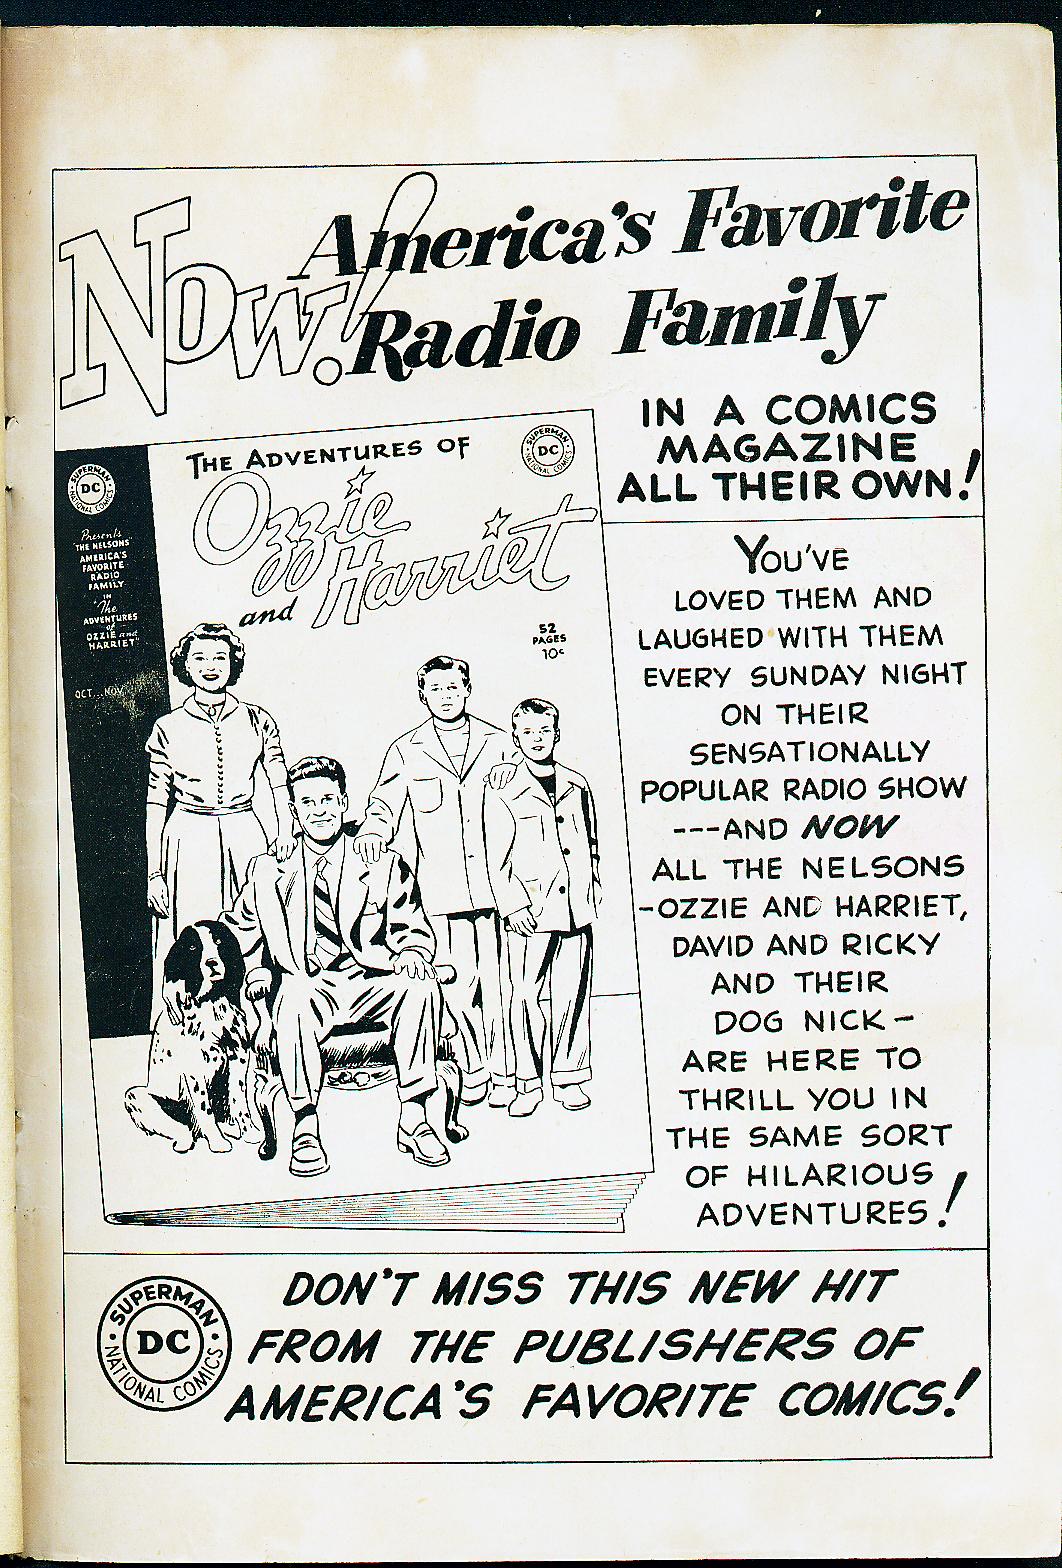 Now! America's Favorite
Radio Family
IN A COMICS
MAGAZINE
ALL THEIR OWN!
SUPERMAN
DC
NATIONAL COMICS
Presents
"THE NELSONS"
AMERICA'S
FAVORITE
RADIO
FAMILY
IN
"The
ADVENTURES
of
OZZIE and
HARRIET"
OCT...NOV.
THE ADVENTURES OF
Ozzie
and Harriet
SUPERMAN
DC
NATIONAL COMICS
52
PAGES
10¢
YOU'VE
LOVED THEM AND
LAUGHED WITH THEM
EVERY SUNDAY NIGHT
ON THEIR
SENSATIONALLY
POPULAR RADIO SHOW
---AND NOW
ALL THE NELSONS
-OZZIE AND HARRIET,
DAVID AND RICKY
AND THEIR
DOG NICK-
ARE HERE TO
THRILL YOU IN
THE SAME SORT
OF HILARIOUS
ADVENTURES!
SUPERMAN
DC
NATIONAL COMICS
DON'T MISS THIS NEW HIT
FROM THE PUBLISHERS OF
AMERICA'S FAVORITE COMICS!